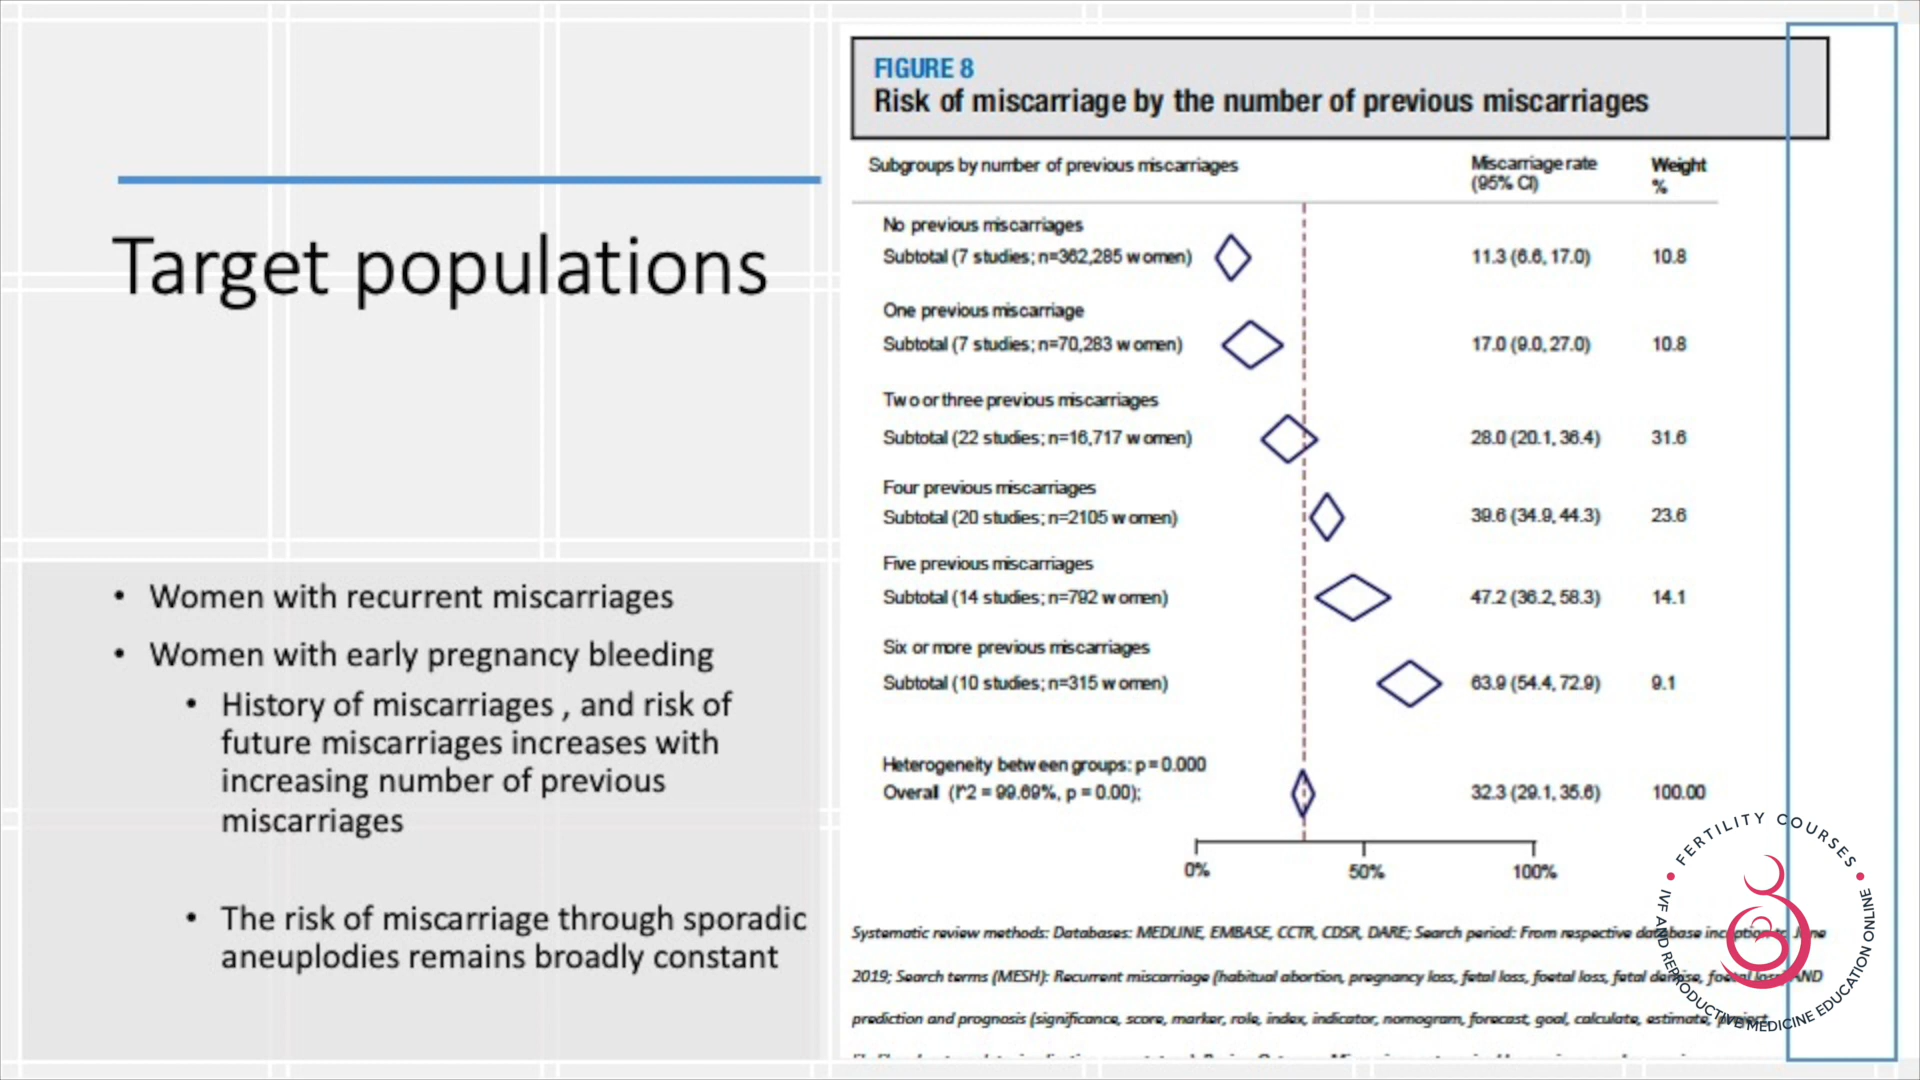 Target populations
• Women with recurrent miscarriages
• Women with early pregnancy bleeding
• History of miscarriages , and risk of
future miscarriages increases with
increasing number of previous
miscarriages
• The risk of miscarriage through sporadic
aneuplodies remains broadly constant
FIGURE 8
Risk of miscarriage by the number of previous miscarriages
Subgroups by number of previous miscarriages
Miscarriage rate
(95% CI)
Weight
%
No previous miscarriages
Subtotal (7 studies; n=362,285 women) 11.3 (6.6, 17.0) 10.8
One previous miscarriage
Subtotal (7 studies; n=70,283 women) 17.0 (9.0, 27.0) 10.8
Two or three previous miscarriages
Subtotal (22 studies; n=16,717 women) 28.0 (20.1, 36.4) 31.6
Four previous miscarriages
Subtotal (20 studies; n=2105 women) 39.6 (34.9, 44.3) 23.6
Five previous miscarriages
Subtotal (14 studies; n=792 women) 47.2 (36.2, 58.3) 14.1
Six or more previous miscarriages
Subtotal (10 studies; n=315 women) 63.9 (54.4, 72.9) 9.1
Heterogeneity between groups: p = 0.000
Overall (I^2 = 99.69%, p = 0.00); 32.3 (29.1, 35.6) 100.00
0% 50% 100%
Systematic review methods: Databases: MEDLINE, EMBASE, CCTR, CDSR, DARE; Search period: From respective database inception to June
2019; Search terms (MESH): Recurrent miscarriage (habitual abortion, pregnancy loss, fetal loss, foetal loss, fetal demise, foetal loss) AND
prediction and prognosis (significance, score, marker, role, index, indicator, nomogram, forecast, goal, calculate, estimate, project,
FERTILITY COURSES
IVF AND REPRODUCTIVE MEDICINE EDUCATION ONLINE